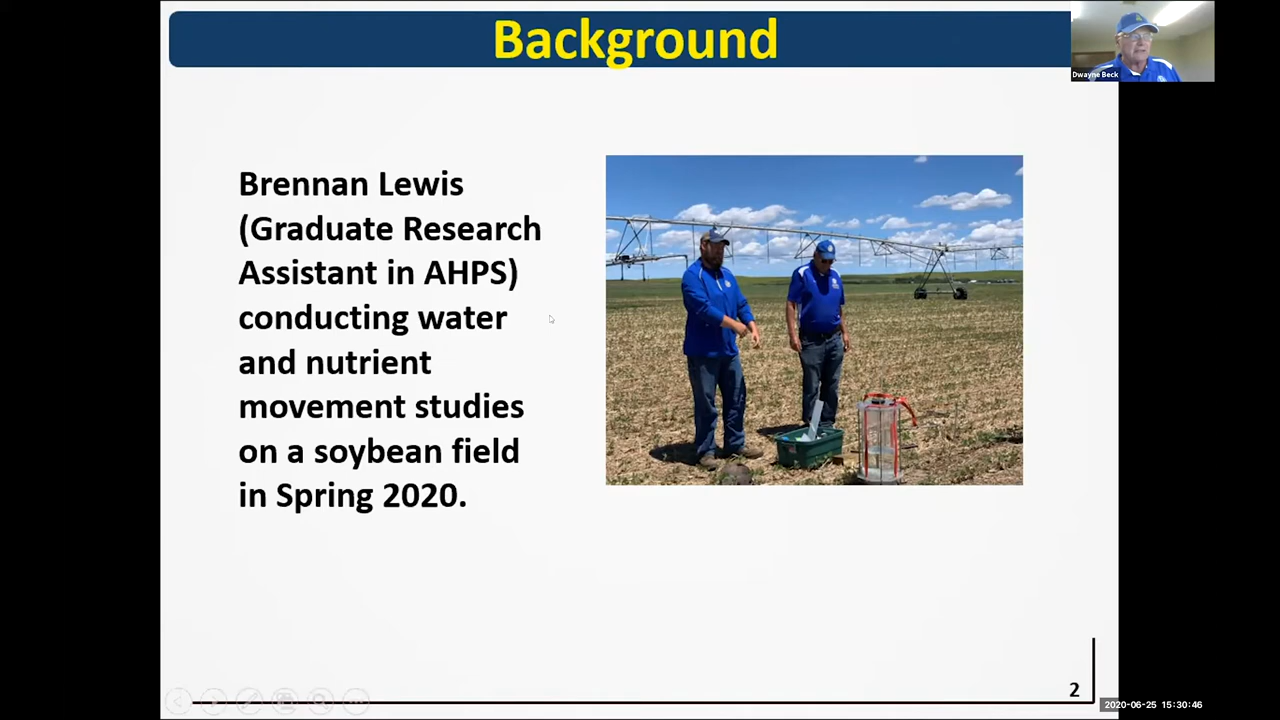 Background
Dwayne Beck
Brennan Lewis
(Graduate Research
Assistant in AHPS)
conducting water
and nutrient
movement studies
on a soybean field
in Spring 2020.
2
2020-06-25 15:30:46